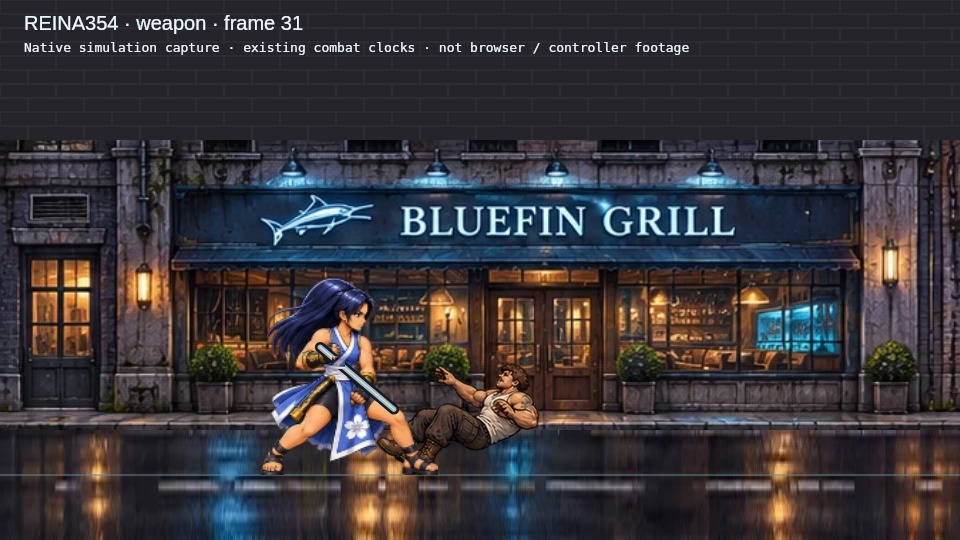 REINA354 · weapon · frame 31
Native simulation capture · existing combat clocks · not browser / controller footage
BLUEFIN GRILL